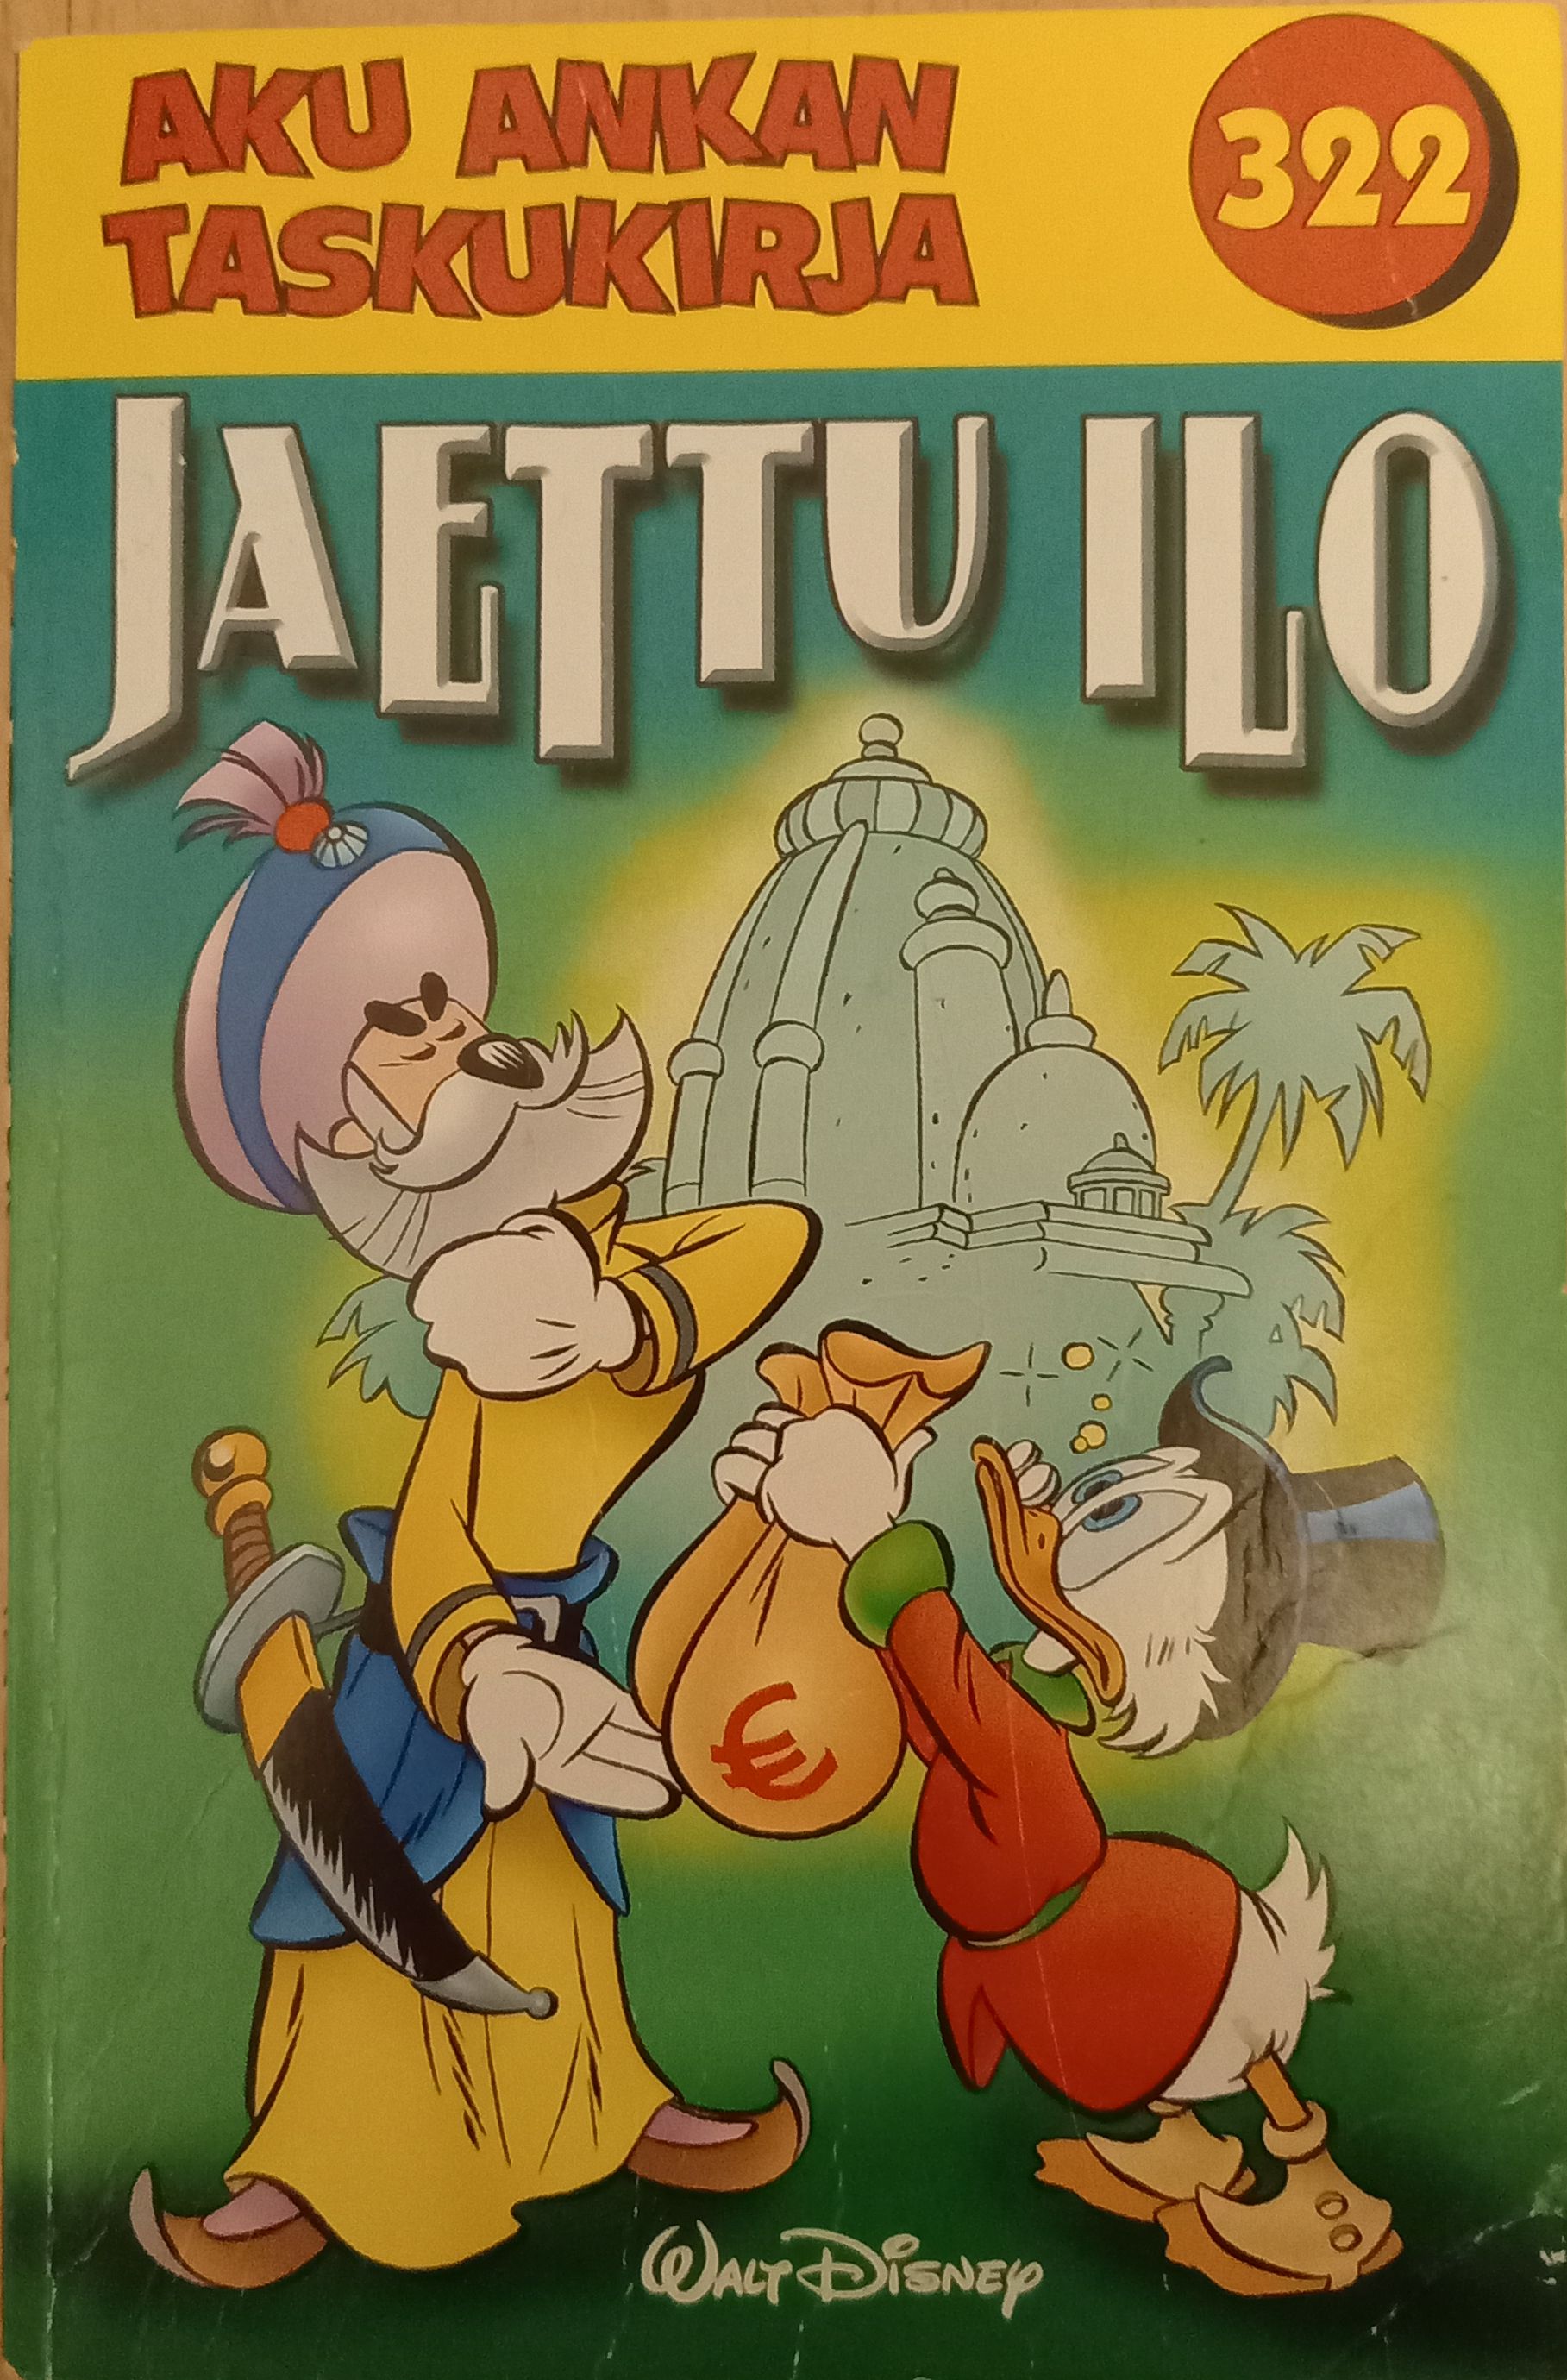 AKU ANKAN
TASKUKIRJA
322
JAETTU ILO
€
WALT DISNEY